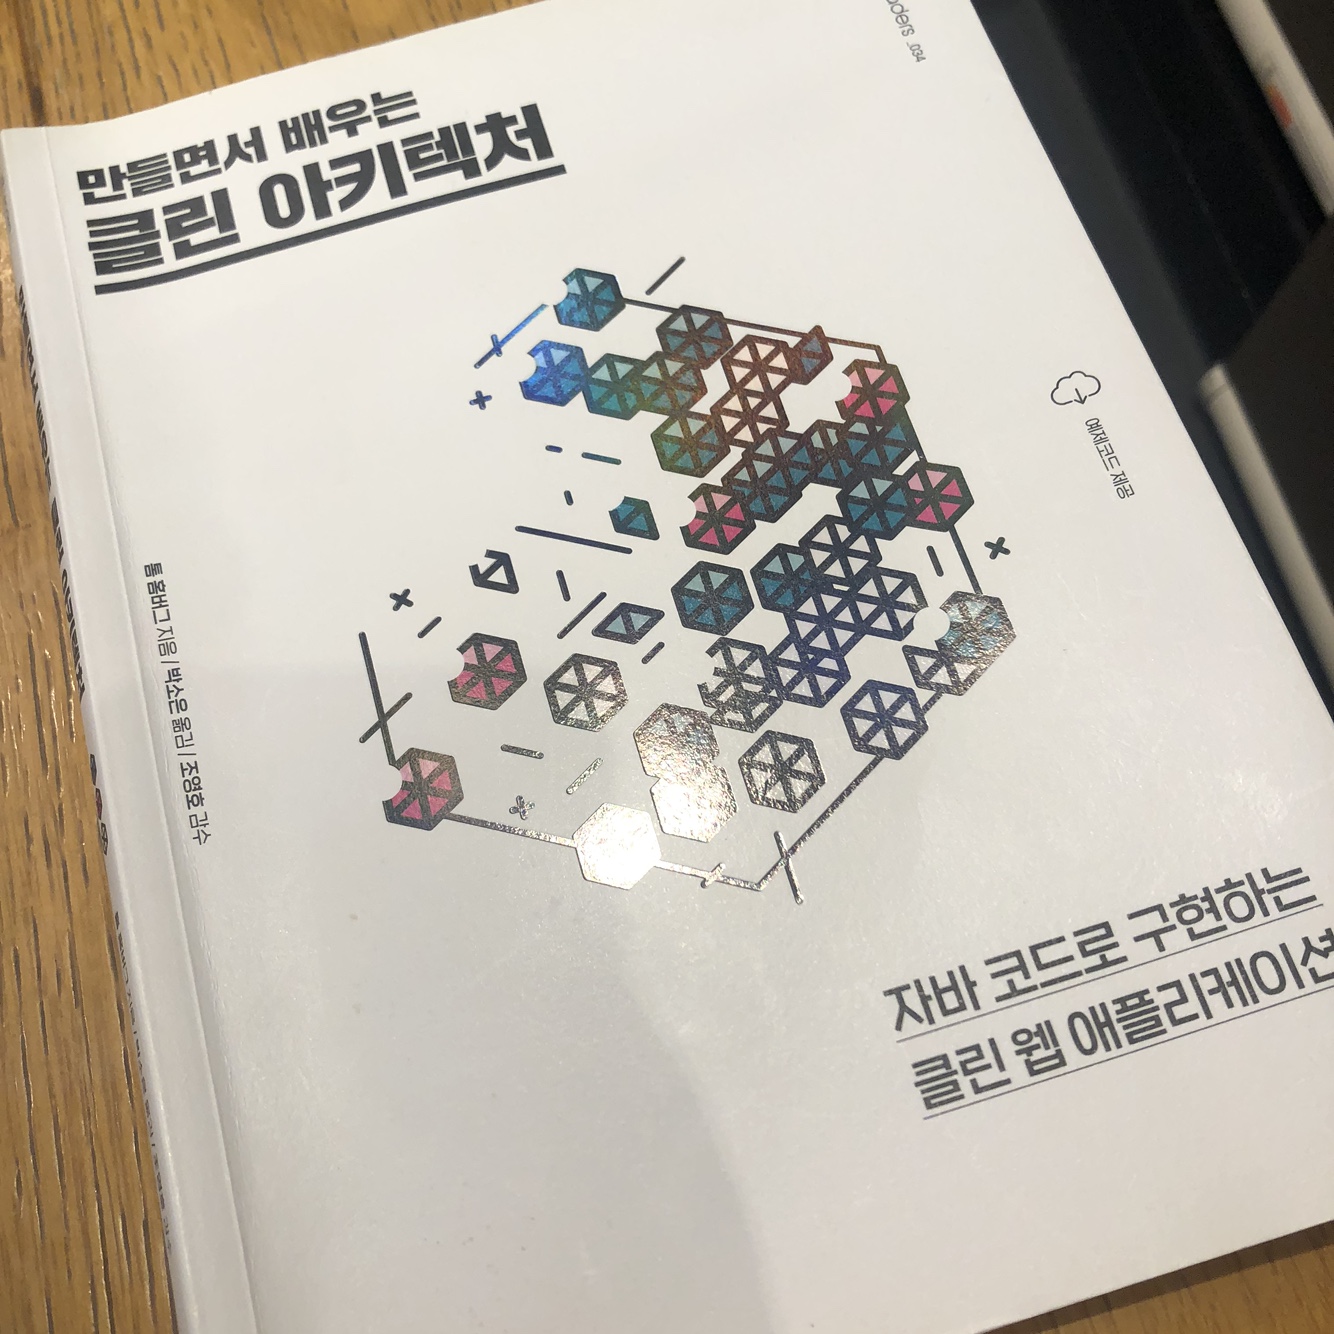 만들면서 배우는
클린 아키텍처
예제코드 제공
톰 홈버그 지음 / 박소은 옮김 / 조영호 감수
자바 코드로 구현하는
클린 웹 애플리케이션
.034